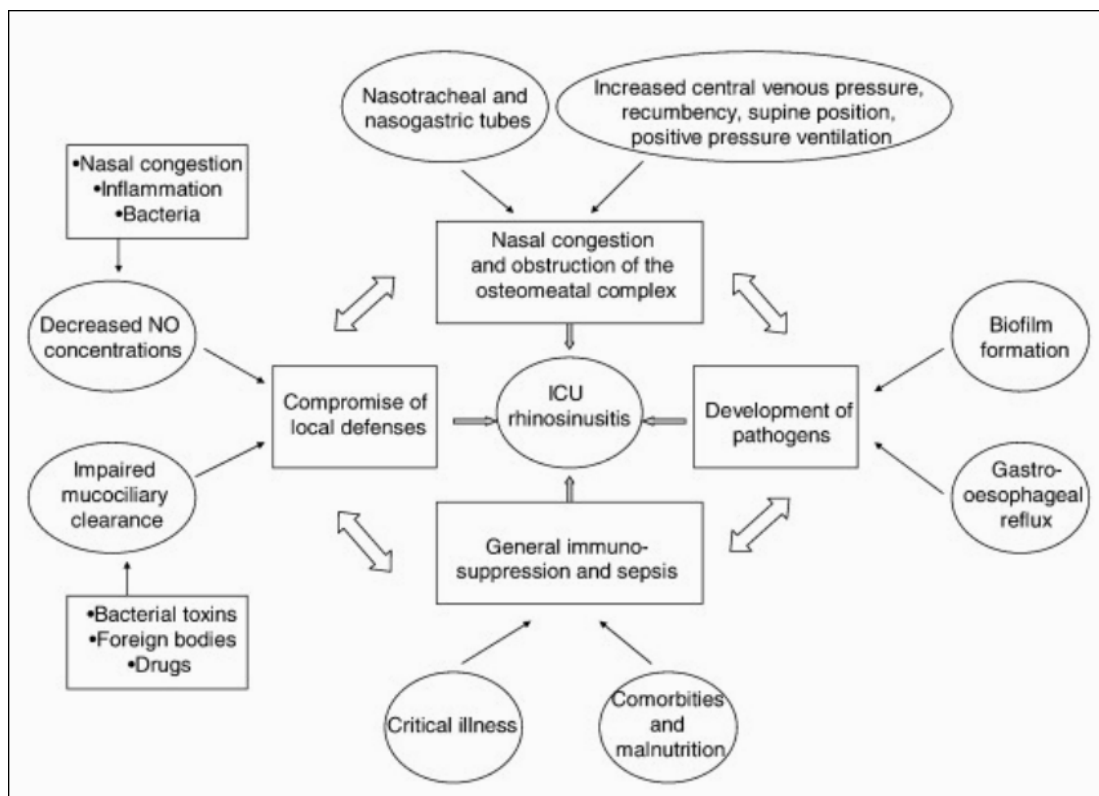 Nasotracheal and
nasogastric tubes
Increased central venous pressure,
recumbency, supine position,
positive pressure ventilation
•Nasal congestion
•Inflammation
•Bacteria
Nasal congestion
and obstruction of the
osteomeatal complex
Decreased NO
concentrations
Biofilm
formation
Compromise of
local defenses
ICU
rhinosinusitis
Development of
pathogens
Impaired
mucociliary
clearance
Gastro-
oesophageal
reflux
General immuno-
suppression and sepsis
•Bacterial toxins
•Foreign bodies
•Drugs
Critical illness
Comorbities
and
malnutrition